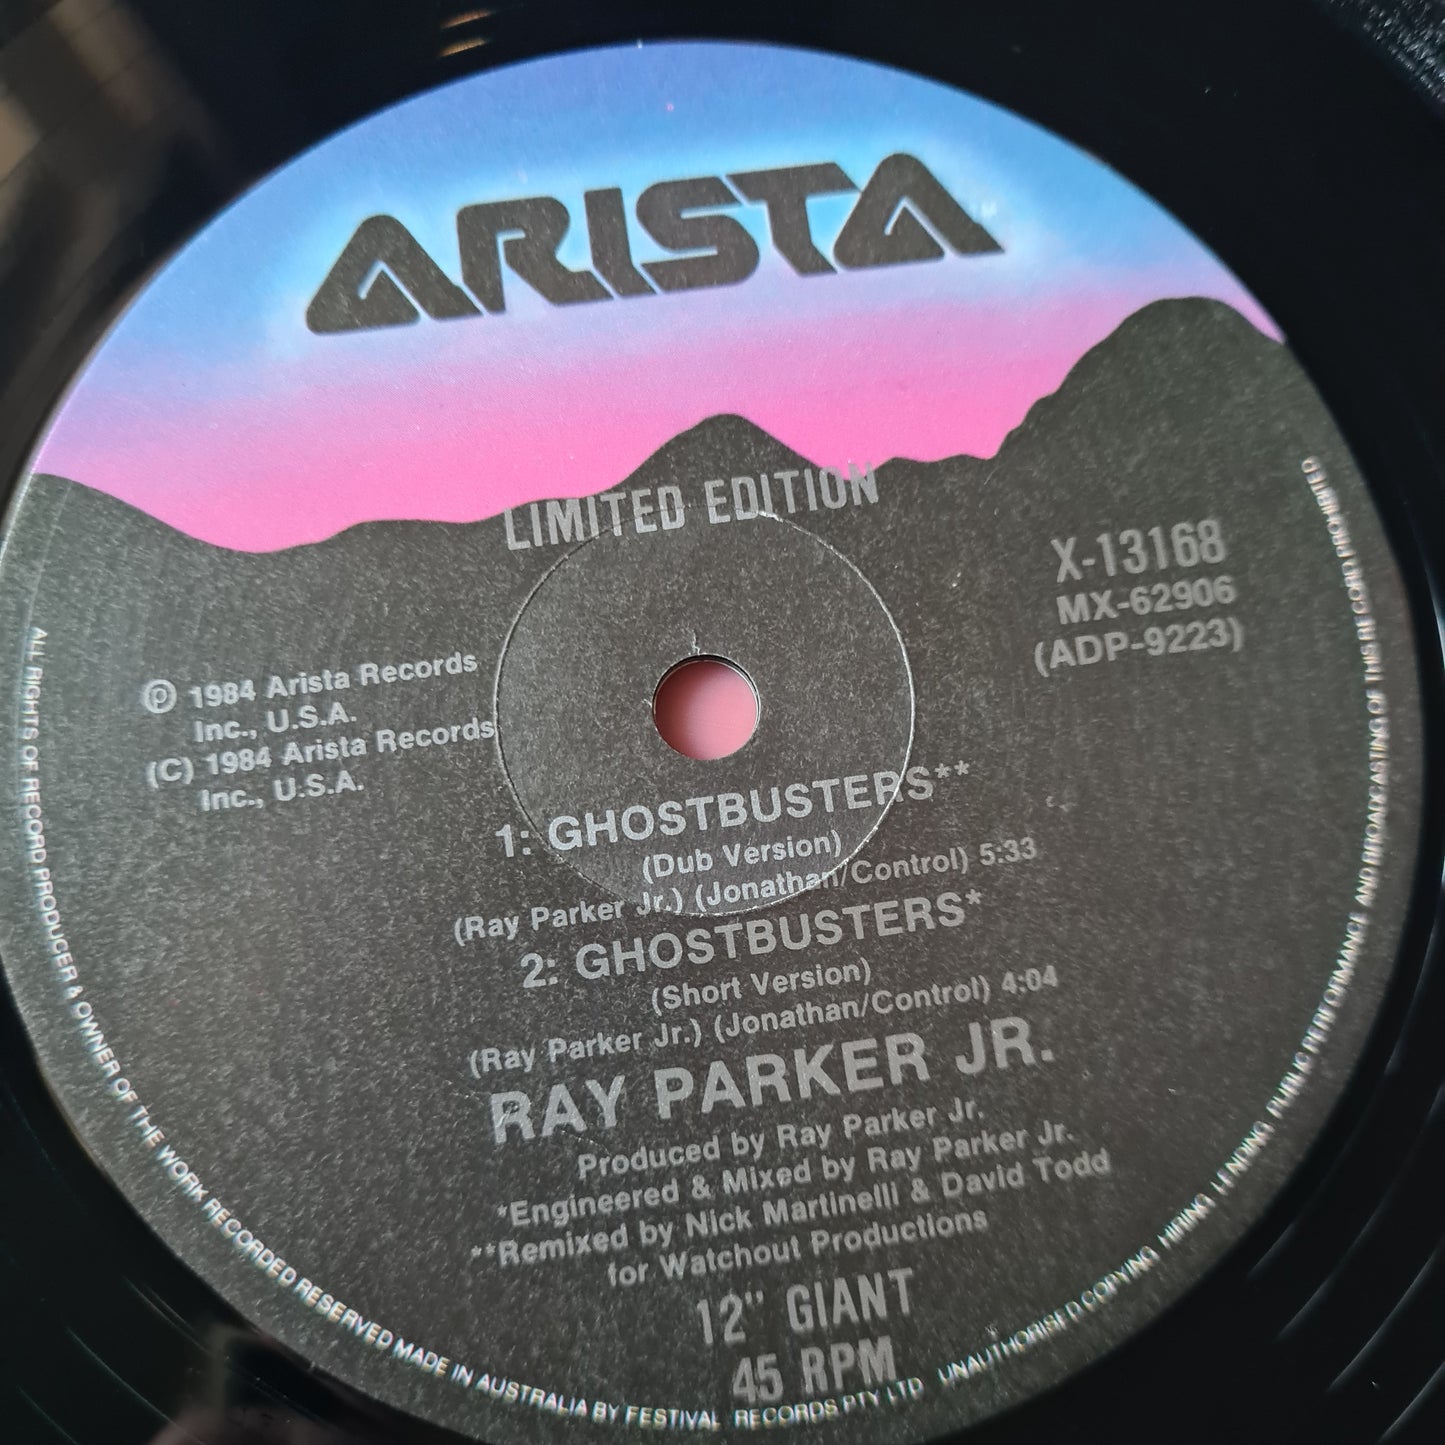 ARISTA
LIMITED EDITION
X-13168
MX-62906
(ADP-9223)
Ⓟ 1984 Arista Records
Inc., U.S.A.
(C) 1984 Arista Records
Inc., U.S.A.
1: GHOSTBUSTERS**
(Dub Version)
(Ray Parker Jr.) (Jonathan/Control) 5:33
2: GHOSTBUSTERS*
(Short Version)
(Ray Parker Jr.) (Jonathan/Control) 4:04
RAY PARKER JR.
Produced by Ray Parker Jr.
*Engineered & Mixed by Ray Parker Jr.
**Remixed by Nick Martinelli & David Todd
for Watchout Productions
12" GIANT
45 RPM
ALL RIGHTS OF RECORD PRODUCER & OWNER OF THE WORK RECORDED RESERVED MADE IN AUSTRALIA BY FESTIVAL RECORDS PTY LTD UNAUTHORISED COPYING HIRING LENDING PUBLIC PERFORMANCE AND BROADCASTING OF THIS RECORD PROHIBITED